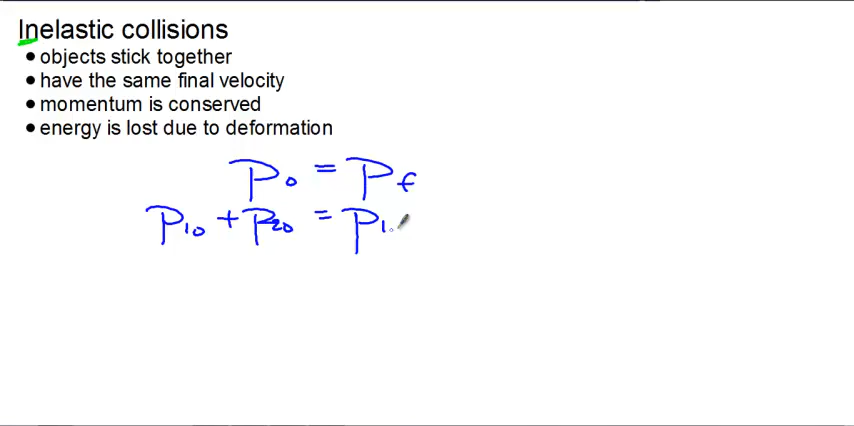 Inelastic collisions
• objects stick together
• have the same final velocity
• momentum is conserved
• energy is lost due to deformation
P₀ = P_f
P₁₀ + P₂₀ = P₁